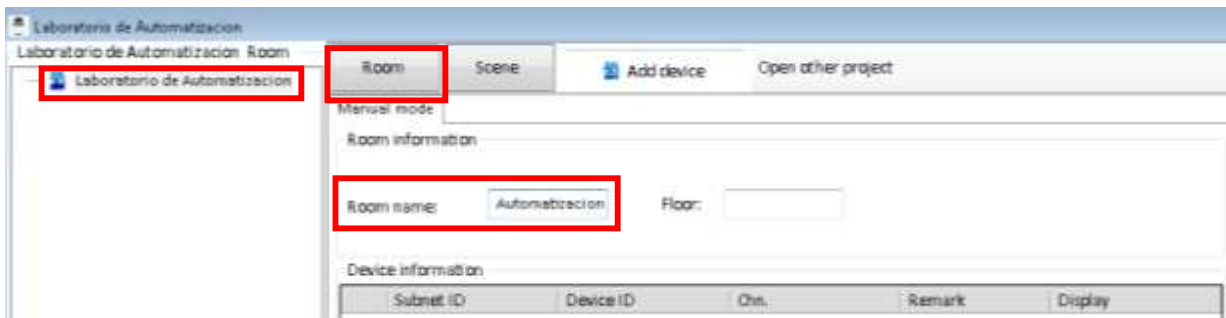 Laboratorio de Automatizacion
Laboratorio de Automatizacion Room
Laboratorio de Automatizacion
Room Scene Add device Open other project
Manual mode
Room information
Room name: Automatizacion Floor:
Device information
Subnet ID Device ID Chn. Remark Display